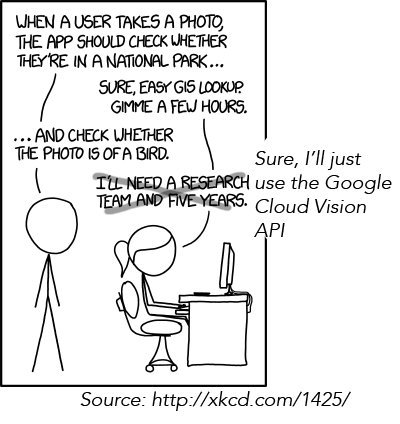 WHEN A USER TAKES A PHOTO,
THE APP SHOULD CHECK WHETHER
THEY'RE IN A NATIONAL PARK...
SURE, EASY GIS LOOKUP.
GIMME A FEW HOURS.
...AND CHECK WHETHER
THE PHOTO IS OF A BIRD.
I'LL NEED A RESEARCH
TEAM AND FIVE YEARS.
Sure, I'll just
use the Google
Cloud Vision
API
Source: http://xkcd.com/1425/